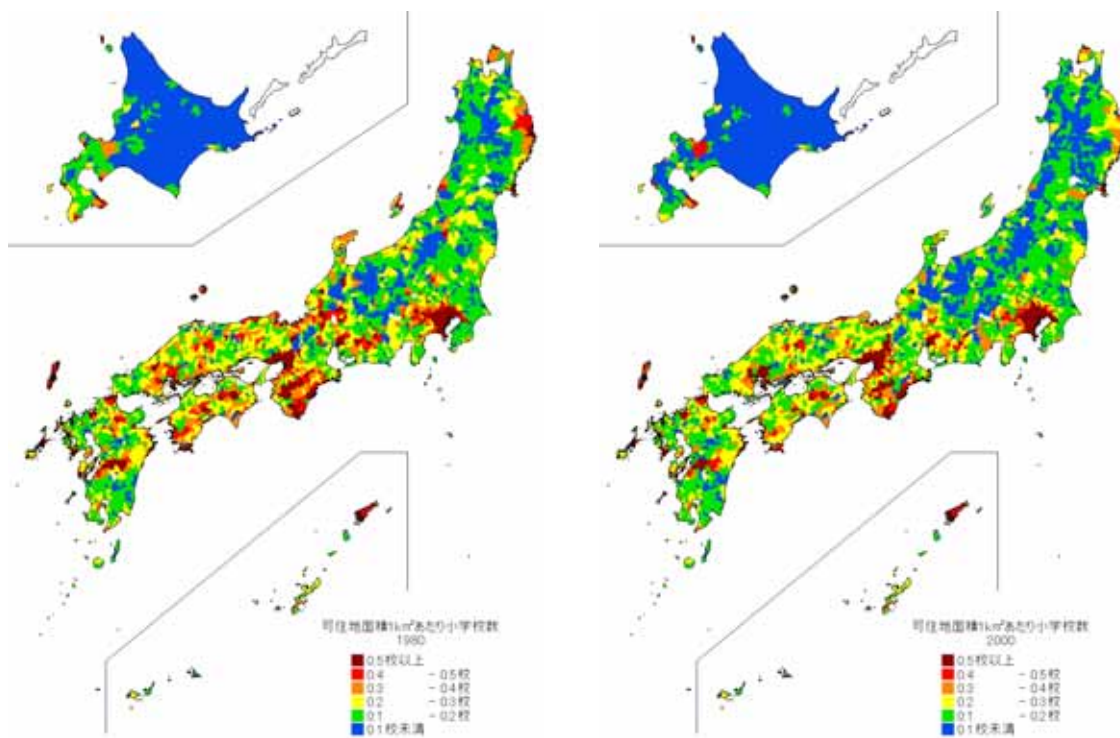 可住地面積1km²あたり小学校数
1980
0.5校以上
0.4 - 0.5校
0.3 - 0.4校
0.2 - 0.3校
0.1 - 0.2校
0.1校未満
可住地面積1km²あたり小学校数
2000
0.5校以上
0.4 - 0.5校
0.3 - 0.4校
0.2 - 0.3校
0.1 - 0.2校
0.1校未満